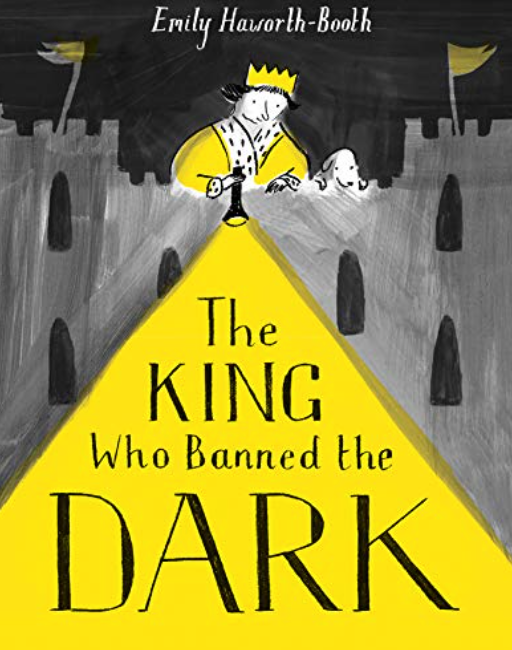 Emily Haworth-Booth
The
KING
Who Banned the
DARK